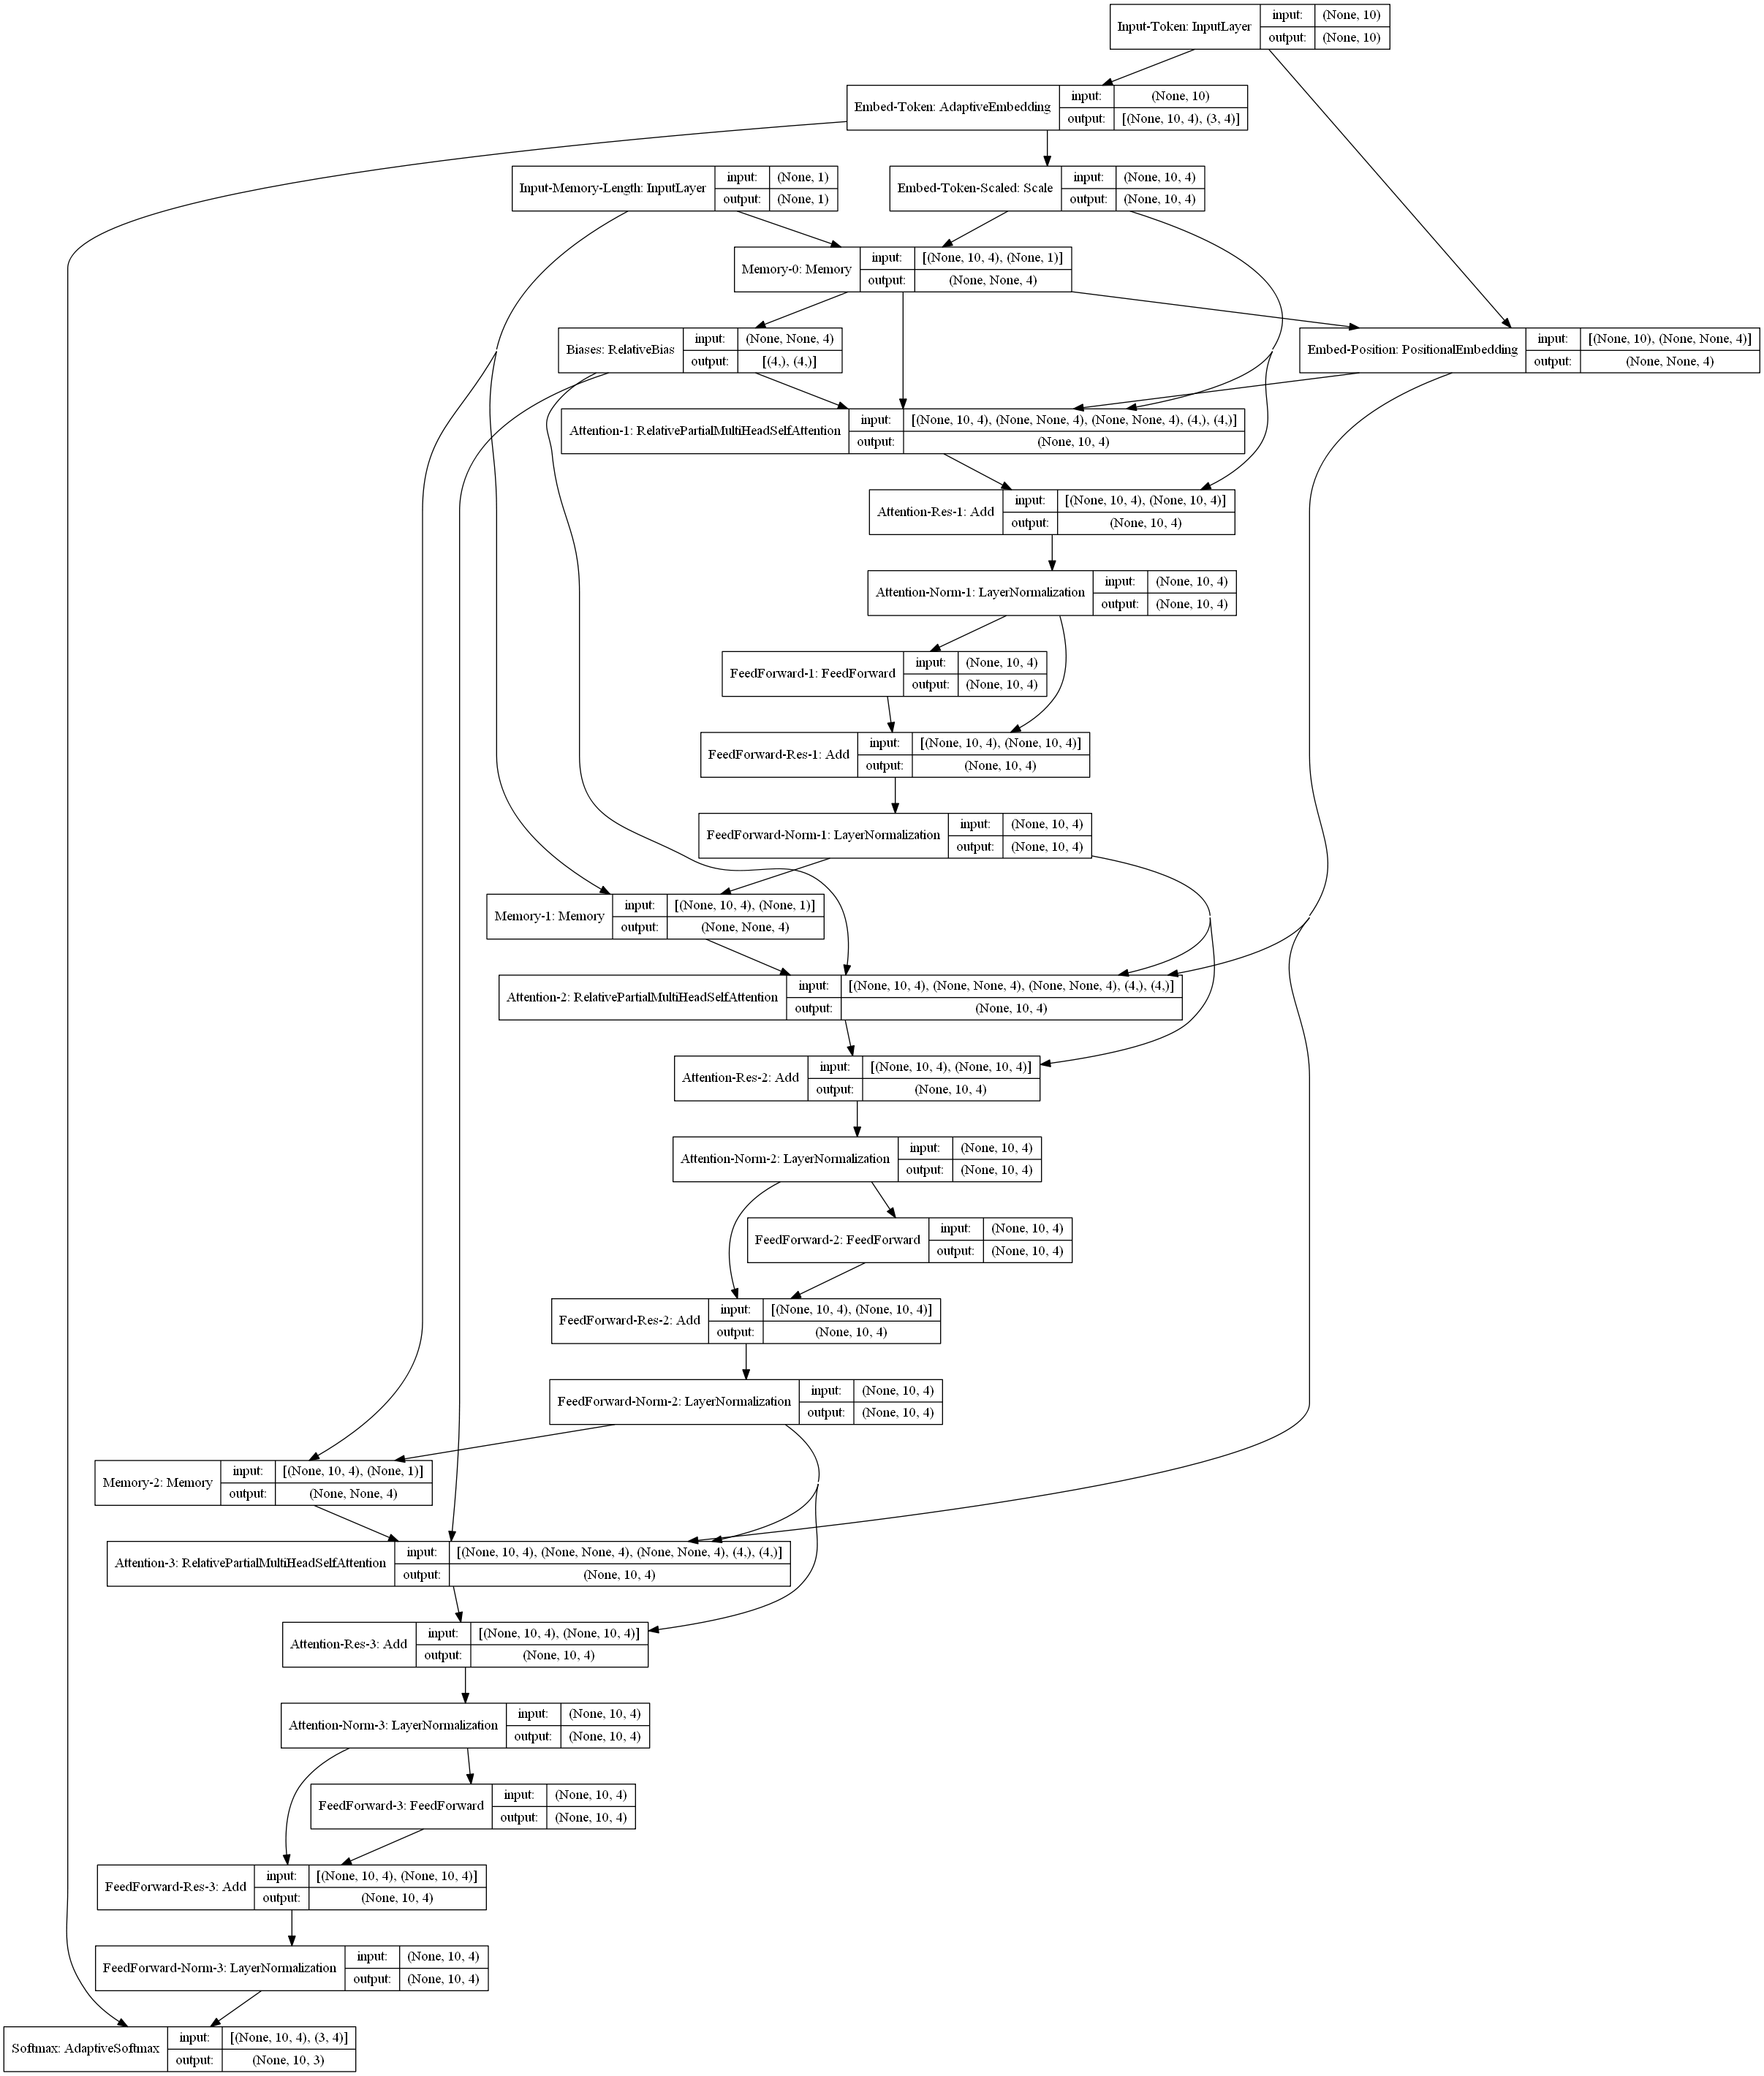 Input-Token: InputLayer input: (None, 10)
output: (None, 10)
Embed-Token: AdaptiveEmbedding input: (None, 10)
output: [(None, 10, 4), (3, 4)]
Input-Memory-Length: InputLayer input: (None, 1)
output: (None, 1)
Embed-Token-Scaled: Scale input: (None, 10, 4)
output: (None, 10, 4)
Memory-0: Memory input: [(None, 10, 4), (None, 1)]
output: (None, None, 4)
Biases: RelativeBias input: (None, None, 4)
output: [(4,), (4,)]
Embed-Position: PositionalEmbedding input: [(None, 10), (None, None, 4)]
output: (None, None, 4)
Attention-1: RelativePartialMultiHeadSelfAttention input: [(None, 10, 4), (None, None, 4), (None, None, 4), (4,), (4,)]
output: (None, 10, 4)
Attention-Res-1: Add input: [(None, 10, 4), (None, 10, 4)]
output: (None, 10, 4)
Attention-Norm-1: LayerNormalization input: (None, 10, 4)
output: (None, 10, 4)
FeedForward-1: FeedForward input: (None, 10, 4)
output: (None, 10, 4)
FeedForward-Res-1: Add input: [(None, 10, 4), (None, 10, 4)]
output: (None, 10, 4)
FeedForward-Norm-1: LayerNormalization input: (None, 10, 4)
output: (None, 10, 4)
Memory-1: Memory input: [(None, 10, 4), (None, 1)]
output: (None, None, 4)
Attention-2: RelativePartialMultiHeadSelfAttention input: [(None, 10, 4), (None, None, 4), (None, None, 4), (4,), (4,)]
output: (None, 10, 4)
Attention-Res-2: Add input: [(None, 10, 4), (None, 10, 4)]
output: (None, 10, 4)
Attention-Norm-2: LayerNormalization input: (None, 10, 4)
output: (None, 10, 4)
FeedForward-2: FeedForward input: (None, 10, 4)
output: (None, 10, 4)
FeedForward-Res-2: Add input: [(None, 10, 4), (None, 10, 4)]
output: (None, 10, 4)
FeedForward-Norm-2: LayerNormalization input: (None, 10, 4)
output: (None, 10, 4)
Memory-2: Memory input: [(None, 10, 4), (None, 1)]
output: (None, None, 4)
Attention-3: RelativePartialMultiHeadSelfAttention input: [(None, 10, 4), (None, None, 4), (None, None, 4), (4,), (4,)]
output: (None, 10, 4)
Attention-Res-3: Add input: [(None, 10, 4), (None, 10, 4)]
output: (None, 10, 4)
Attention-Norm-3: LayerNormalization input: (None, 10, 4)
output: (None, 10, 4)
FeedForward-3: FeedForward input: (None, 10, 4)
output: (None, 10, 4)
FeedForward-Res-3: Add input: [(None, 10, 4), (None, 10, 4)]
output: (None, 10, 4)
FeedForward-Norm-3: LayerNormalization input: (None, 10, 4)
output: (None, 10, 4)
Softmax: AdaptiveSoftmax input: [(None, 10, 4), (3, 4)]
output: (None, 10, 3)